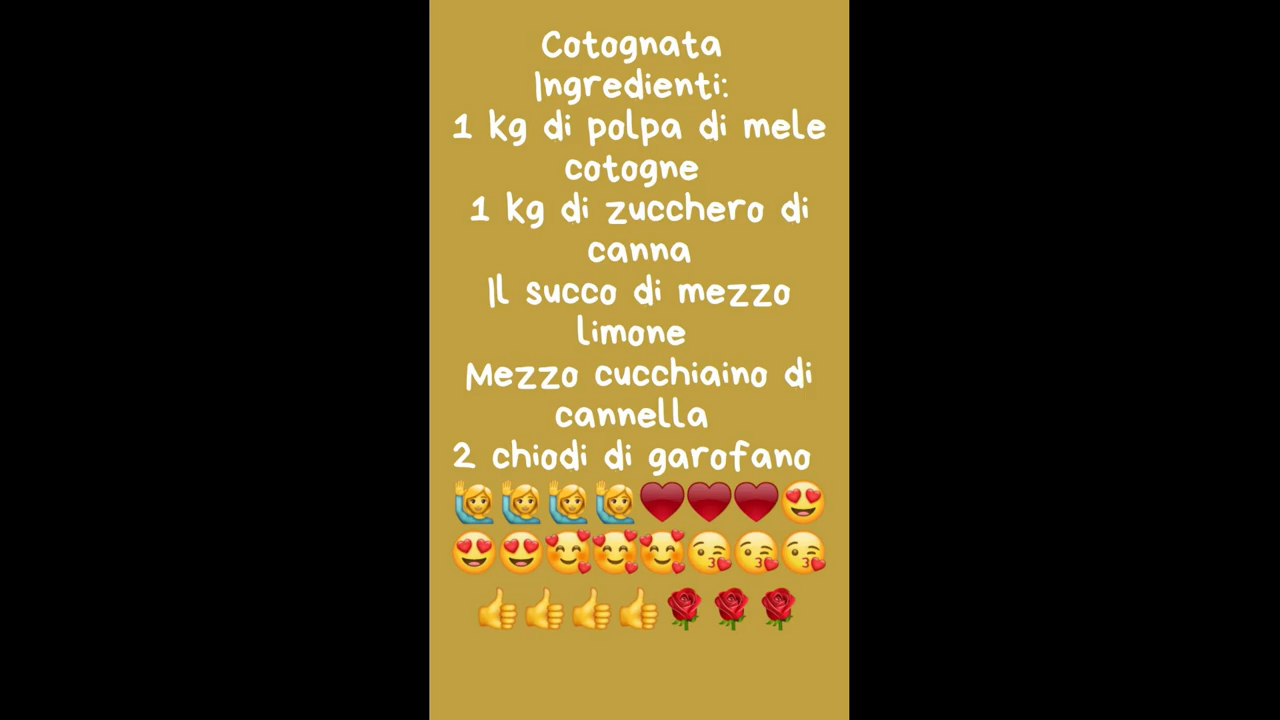 Cotognata
Ingredienti:
1 kg di polpa di mele
cotogne
1 kg di zucchero di
canna
Il succo di mezzo
limone
Mezzo cucchiaino di
cannella
2 chiodi di garofano
🙋‍♀️🙋‍♀️🙋‍♀️🙋‍♀️❤️❤️❤️😍
😍😍🥰🥰🥰😘😘😘
👍👍👍👍🌹🌹🌹